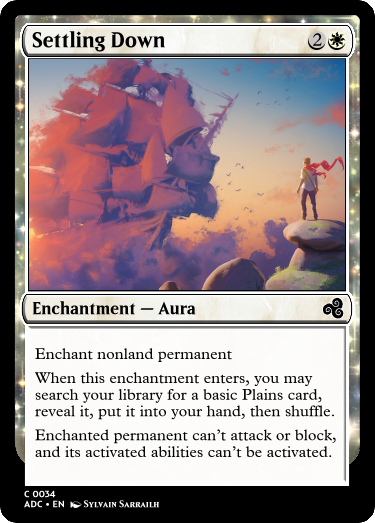 Settling Down 2
Enchantment — Aura
Enchant nonland permanent
When this enchantment enters, you may
search your library for a basic Plains card,
reveal it, put it into your hand, then shuffle.
Enchanted permanent can't attack or block,
and its activated abilities can't be activated.
C 0034
ADC • EN Sylvain Sarrailh